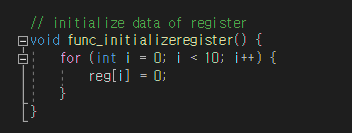 // initialize data of register
void func_initializeregister() {
for (int i = 0; i < 10; i++) {
reg[i] = 0;
}
}